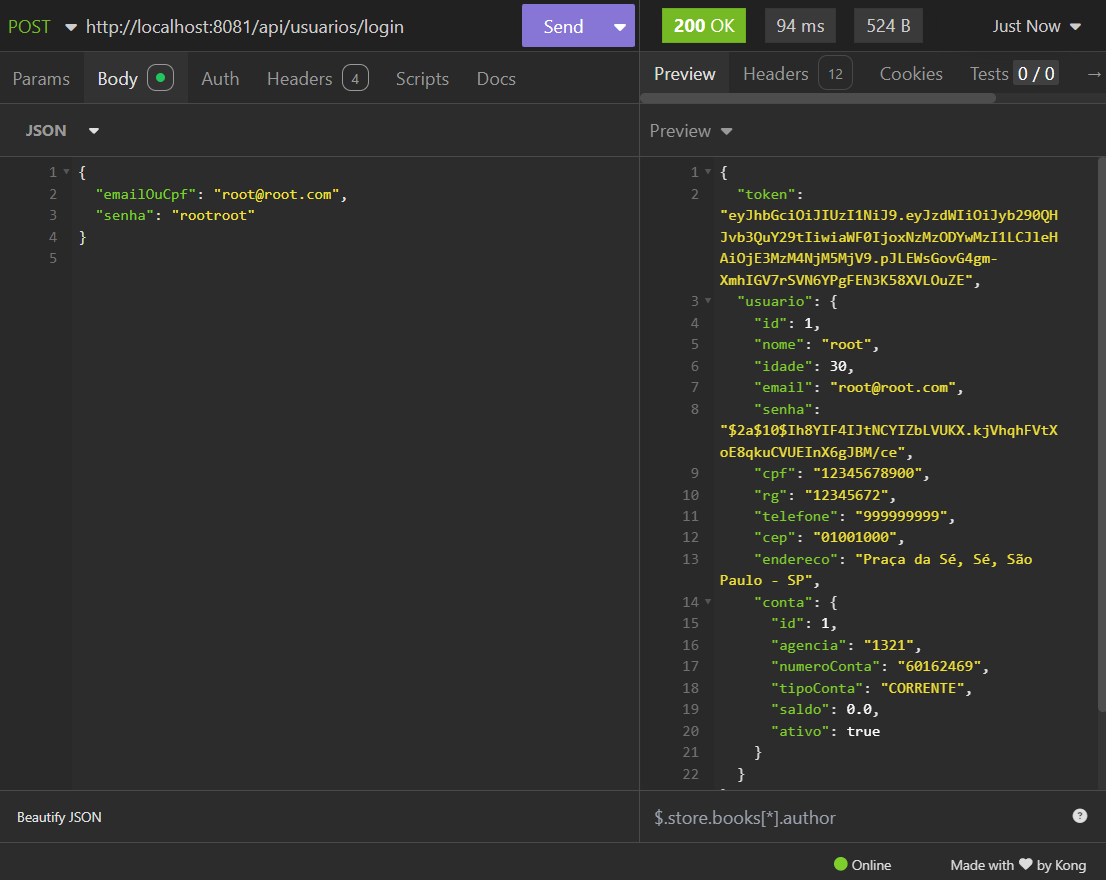 POST http://localhost:8081/api/usuarios/login Send
Params Body Auth Headers 4 Scripts Docs
JSON
1 {
2 "emailOuCpf": "root@root.com",
3 "senha": "rootroot"
4 }
5
Beautify JSON
200 OK 94 ms 524 B Just Now
Preview Headers 12 Cookies Tests 0 / 0 →
Preview
1 {
2 "token":
"eyJhbGciOiJIUzI1NiJ9.eyJzdWIiOiJyb290QH
Jvb3QuY29tIiwiaWF0IjoxNzMzODYwMzI1LCJleH
AiOjE3MzM4NjM5MjV9.pJLEWsGovG4gm-
XmhIGV7rSVN6YPgFEN3K58XVLOuZE",
3 "usuario": {
4 "id": 1,
5 "nome": "root",
6 "idade": 30,
7 "email": "root@root.com",
8 "senha":
"$2a$10$Ih8YIF4IJtNCYIZbLVUKX.kjVhqhFVtX
oE8qkuCVUEInX6gJBM/ce",
9 "cpf": "12345678900",
10 "rg": "12345672",
11 "telefone": "999999999",
12 "cep": "01001000",
13 "endereco": "Praça da Sé, Sé, São
Paulo - SP",
14 "conta": {
15 "id": 1,
16 "agencia": "1321",
17 "numeroConta": "60162469",
18 "tipoConta": "CORRENTE",
19 "saldo": 0.0,
20 "ativo": true
21 }
22 }
$.store.books[*].author ?
Online Made with ❤ by Kong